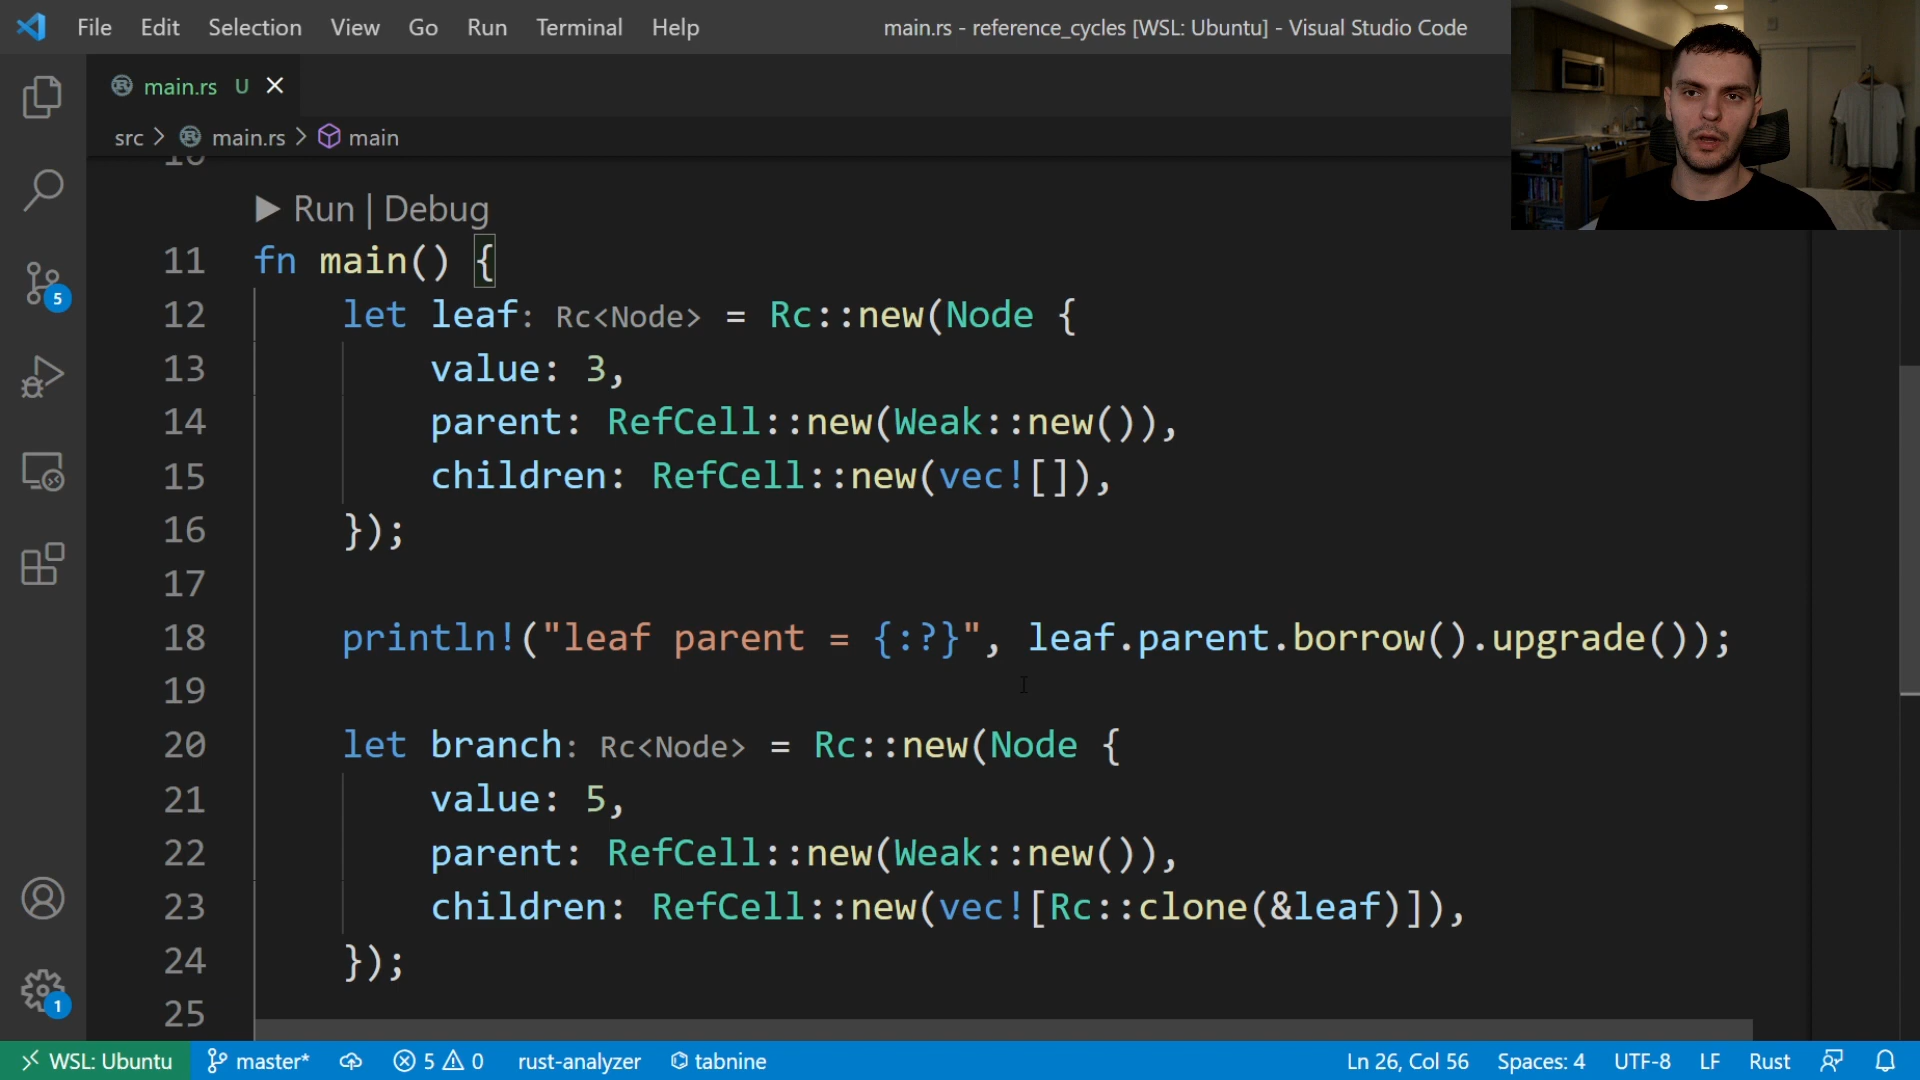 File Edit Selection View Go Run Terminal Help main.rs - reference_cycles [WSL: Ubuntu] - Visual Studio Code
main.rs U
src > main.rs > main
Run | Debug
11 fn main() {
12 let leaf: Rc<Node> = Rc::new(Node {
13 value: 3,
14 parent: RefCell::new(Weak::new()),
15 children: RefCell::new(vec![]),
16 });
17
18 println!("leaf parent = {:?}", leaf.parent.borrow().upgrade());
19
20 let branch: Rc<Node> = Rc::new(Node {
21 value: 5,
22 parent: RefCell::new(Weak::new()),
23 children: RefCell::new(vec![Rc::clone(&leaf)]),
24 });
25
5
1
WSL: Ubuntu master* 5 0 rust-analyzer tabnine Ln 26, Col 56 Spaces: 4 UTF-8 LF Rust